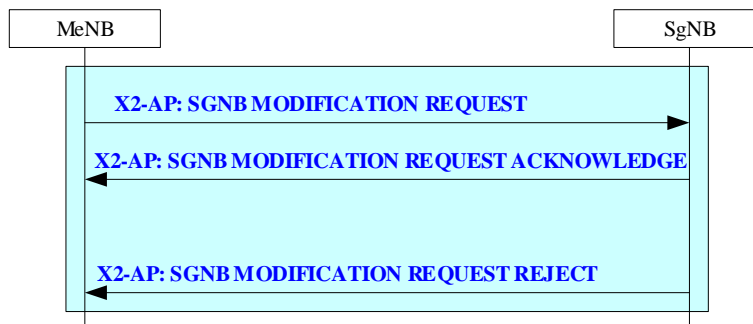 MeNB
SgNB
X2-AP: SGNB MODIFICATION REQUEST
X2-AP: SGNB MODIFICATION REQUEST ACKNOWLEDGE
X2-AP: SGNB MODIFICATION REQUEST REJECT